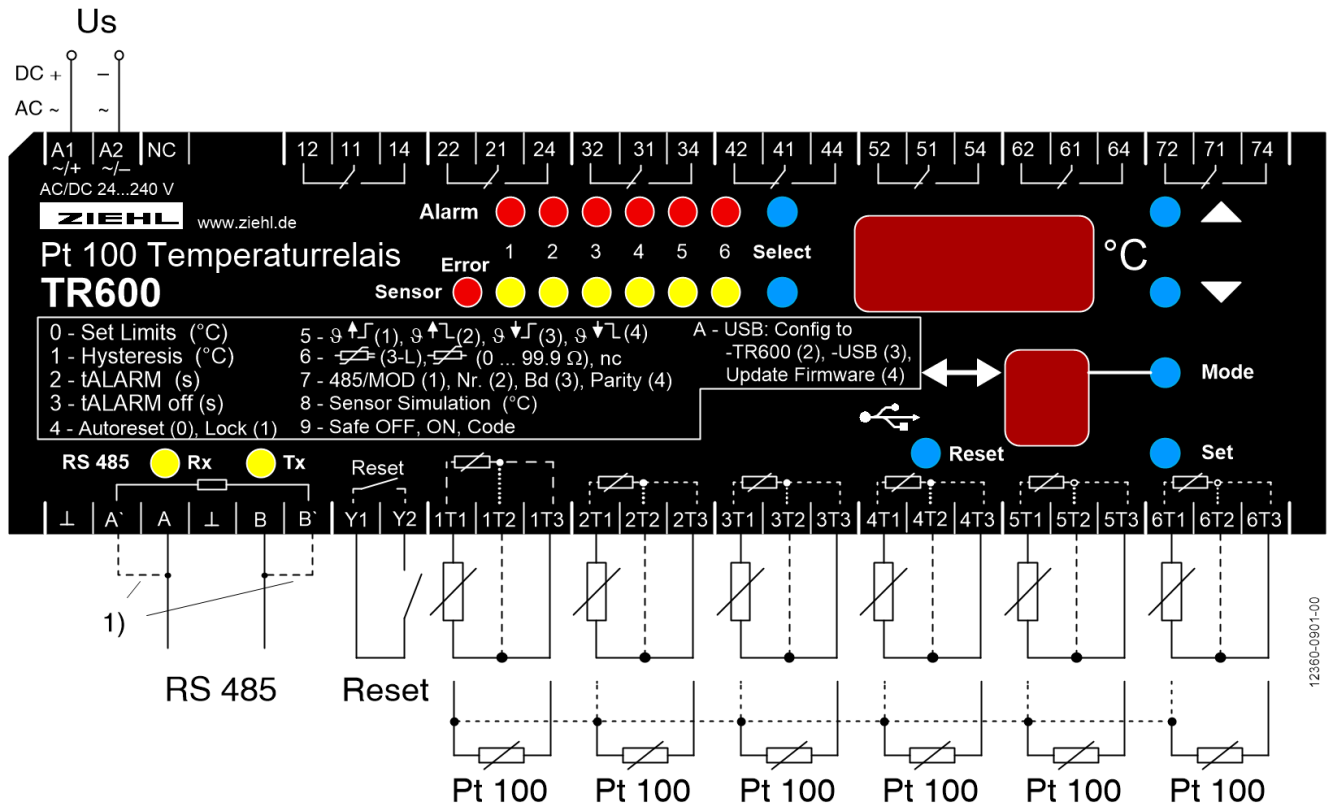 Us
DC + –
AC ~ ~
A1 A2 NC 12 11 14 22 21 24 32 31 34 42 41 44 52 51 54 62 61 64 72 71 74
~/+ ~/–
AC/DC 24...240 V
ZIEHL www.ziehl.de
Alarm
Pt 100 Temperaturrelais
1 2 3 4 5 6 Select
°C
Error
TR600
Sensor
0 - Set Limits (°C)
1 - Hysteresis (°C)
2 - tALARM (s)
3 - tALARM off (s)
4 - Autoreset (0), Lock (1)
5 - ϑ (1), ϑ (2), ϑ (3), ϑ (4)
6 - (3-L), (0 ... 99.9 Ω), nc
7 - 485/MOD (1), Nr. (2), Bd (3), Parity (4)
8 - Sensor Simulation (°C)
9 - Safe OFF, ON, Code
A - USB: Config to
-TR600 (2), -USB (3),
Update Firmware (4)
Mode
Reset
Set
RS 485 Rx Tx
Reset
⊥ A` A ⊥ B B` Y1 Y2 1T1 1T2 1T3 2T1 2T2 2T3 3T1 3T2 3T3 4T1 4T2 4T3 5T1 5T2 5T3 6T1 6T2 6T3
1)
RS 485 Reset
Pt 100 Pt 100 Pt 100 Pt 100 Pt 100 Pt 100
12360-0901-00